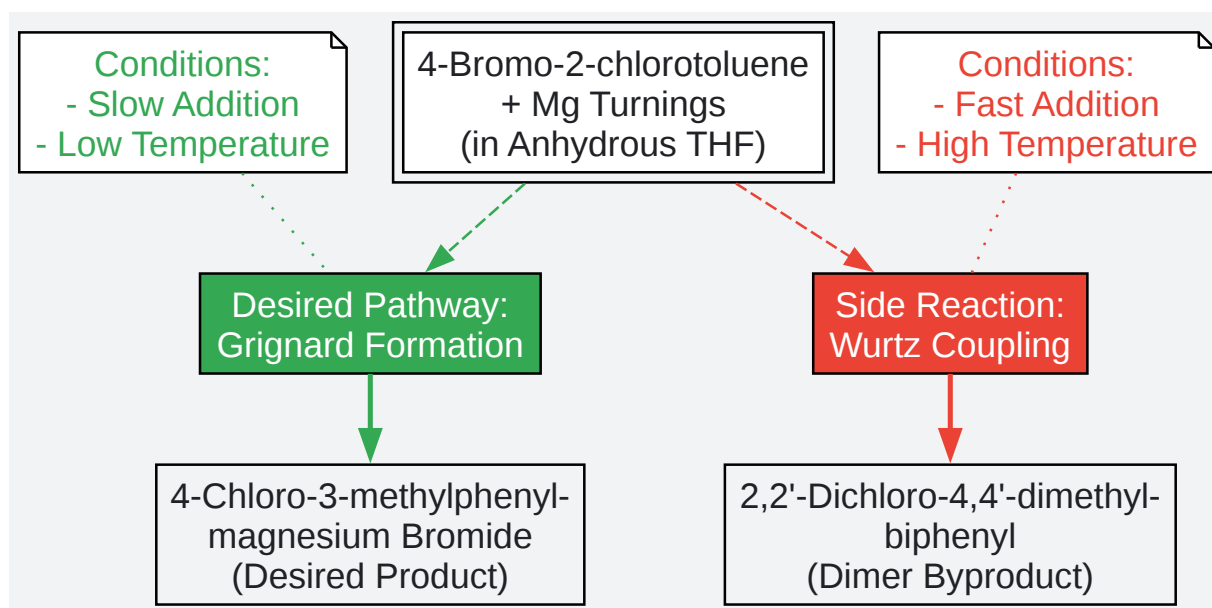 Conditions:
- Slow Addition
- Low Temperature
4-Bromo-2-chlorotoluene
+ Mg Turnings
(in Anhydrous THF)
Conditions:
- Fast Addition
- High Temperature
Desired Pathway:
Grignard Formation
Side Reaction:
Wurtz Coupling
4-Chloro-3-methylphenyl-
magnesium Bromide
(Desired Product)
2,2'-Dichloro-4,4'-dimethyl-
biphenyl
(Dimer Byproduct)